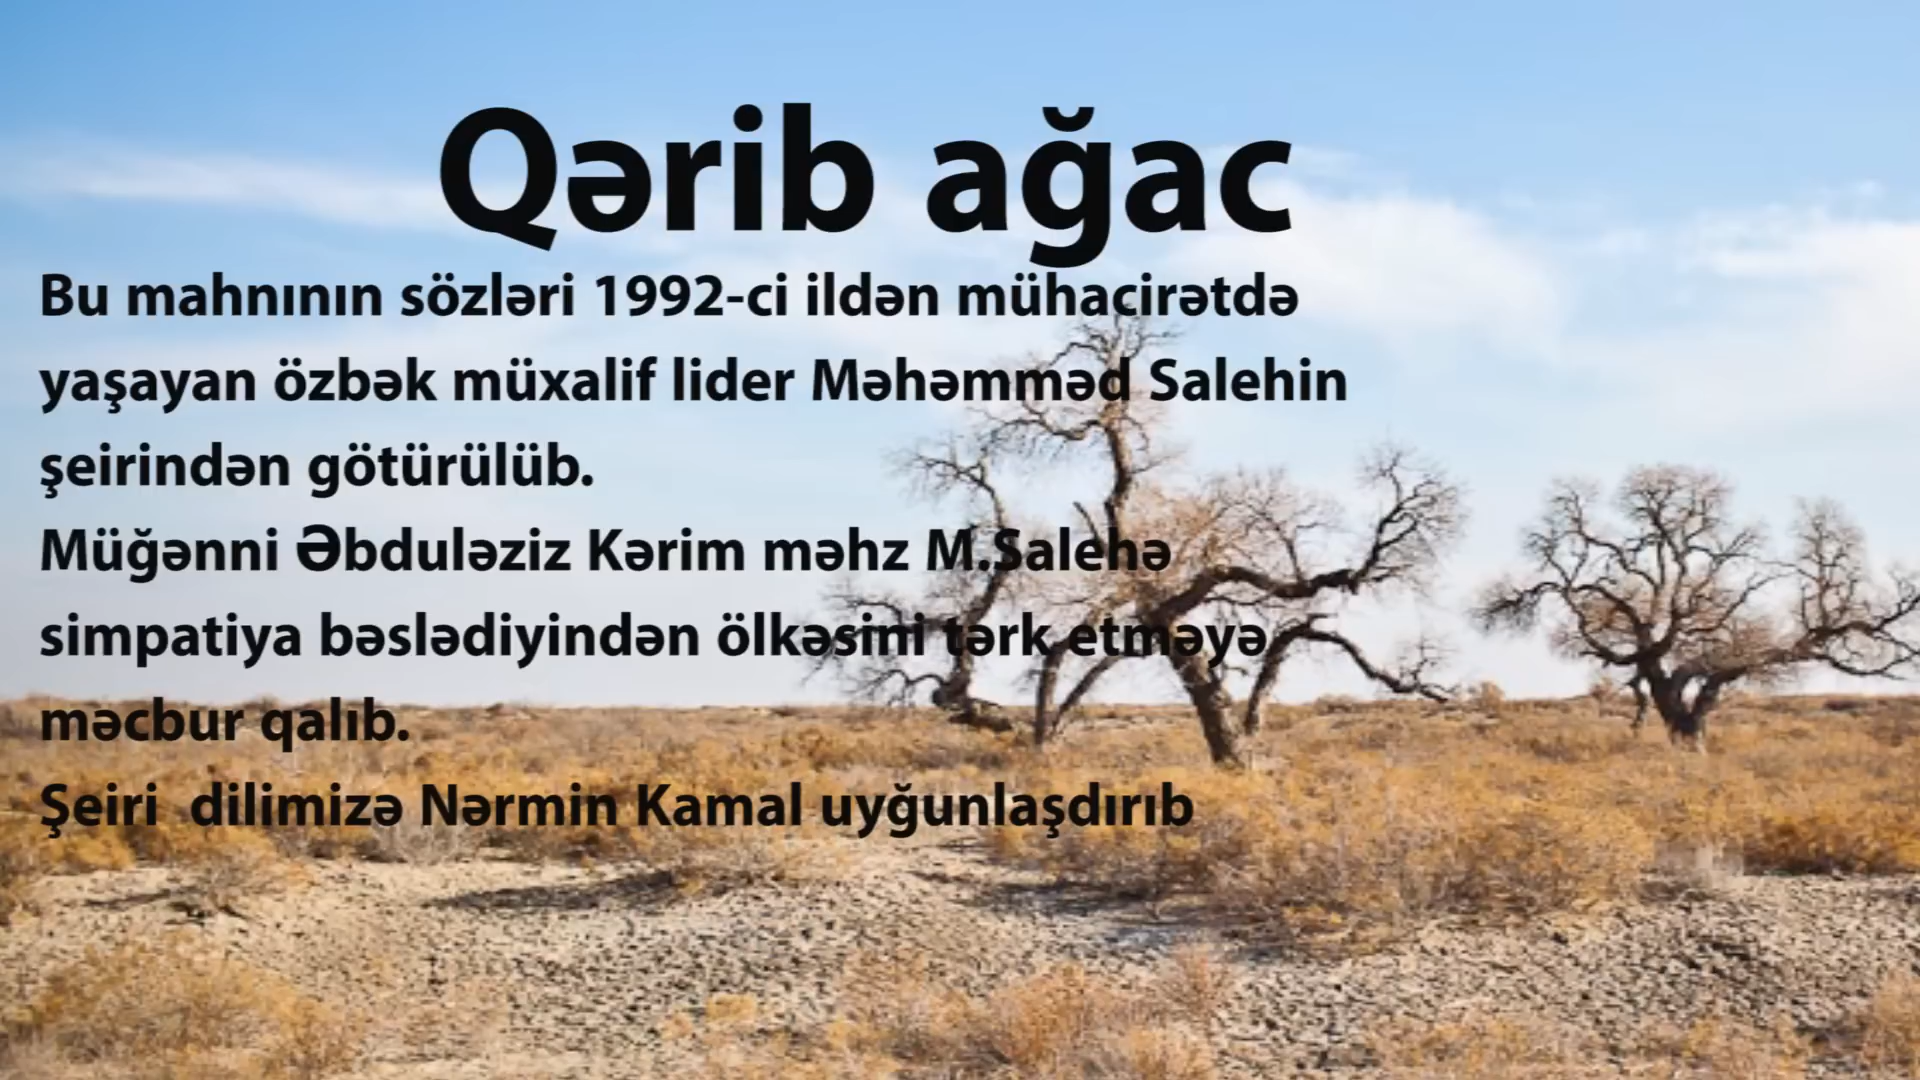 Qərib ağac
Bu mahnının sözləri 1992-ci ildən mühacirətdə
yaşayan özbək müxalif lider Məhəmməd Salehin
şeirindən götürülüb.
Müğənni Əbduləziz Kərim məhz M.Salehə
simpatiya bəslədiyindən ölkəsini tərk etməyə
məcbur qalıb.
Şeiri  dilimizə Nərmin Kamal uyğunlaşdırıb